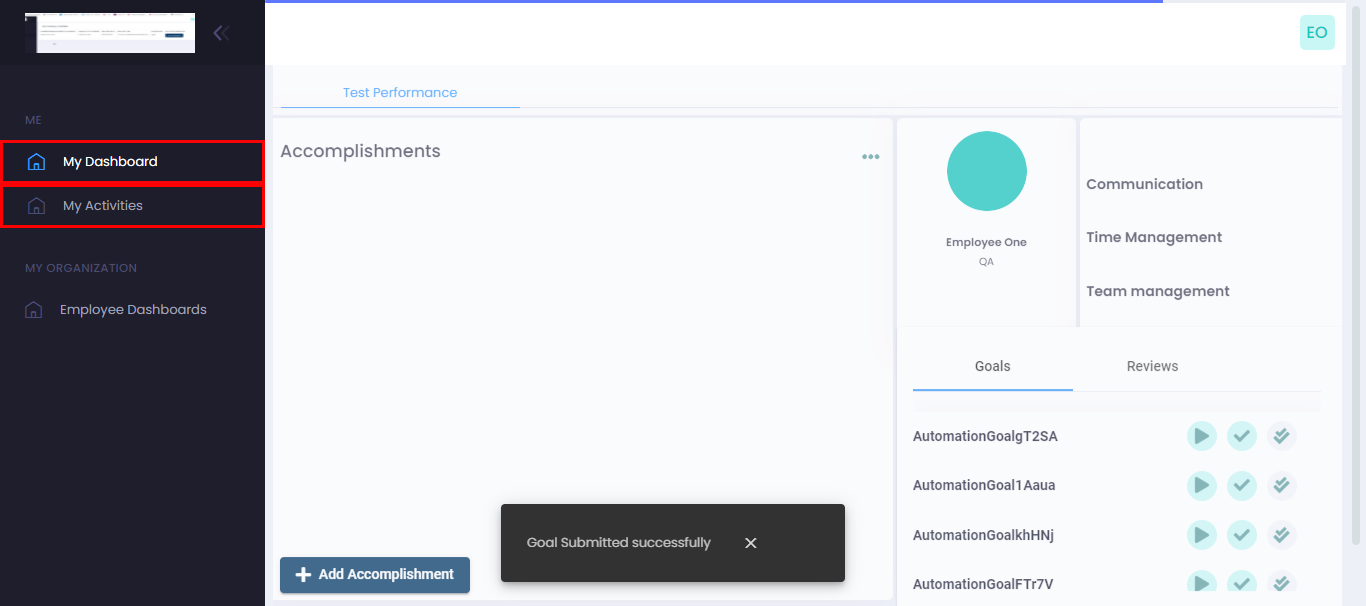 EO
ME
My Dashboard
My Activities
MY ORGANIZATION
Employee Dashboards
Test Performance
Accomplishments
Employee One
QA
Communication
Time Management
Team management
Goals
Reviews
AutomationGoalgT2SA
AutomationGoal1Aaua
AutomationGoalkhHNj
AutomationGoalFTr7V
Goal Submitted successfully
Add Accomplishment